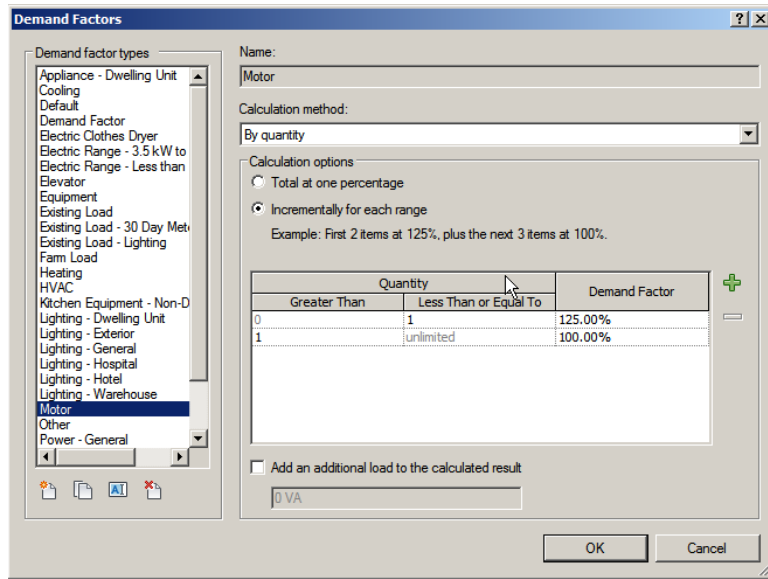 Demand Factors
Demand factor types
Appliance - Dwelling Unit
Cooling
Default
Demand Factor
Electric Clothes Dryer
Electric Range - 3.5 kW to
Electric Range - Less than
Elevator
Equipment
Existing Load
Existing Load - 30 Day Met
Existing Load - Lighting
Farm Load
Heating
HVAC
Kitchen Equipment - Non-D
Lighting - Dwelling Unit
Lighting - Exterior
Lighting - General
Lighting - Hospital
Lighting - Hotel
Lighting - Warehouse
Motor
Other
Power - General
Name:
Motor
Calculation method:
By quantity
Calculation options
Total at one percentage
Incrementally for each range
Example: First 2 items at 125%, plus the next 3 items at 100%.
Quantity
Demand Factor
Greater Than Less Than or Equal To
0 1 125.00%
1 unlimited 100.00%
Add an additional load to the calculated result
0 VA
OK Cancel